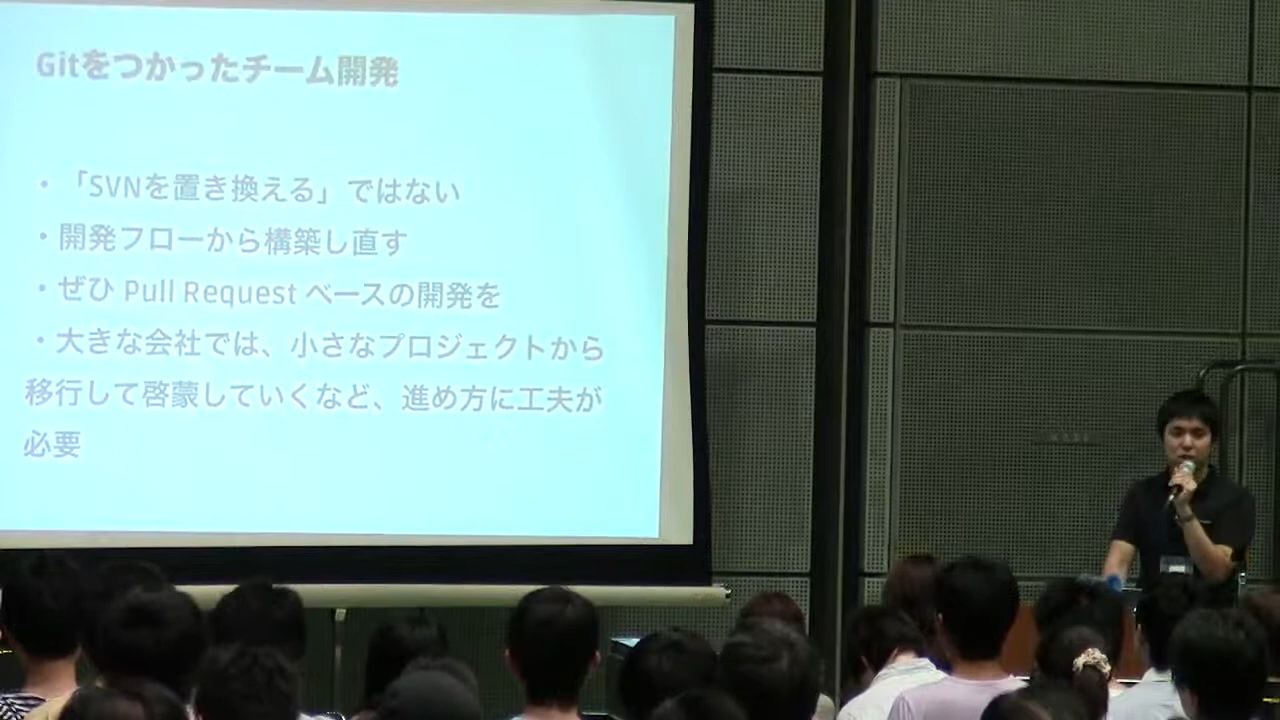 Gitをつかったチーム開発
・「SVNを置き換える」ではない
・開発フローから構築し直す
・ぜひ Pull Request ベースの開発を
・大きな会社では、小さなプロジェクトから
移行して啓蒙していくなど、進め方に工夫が
必要